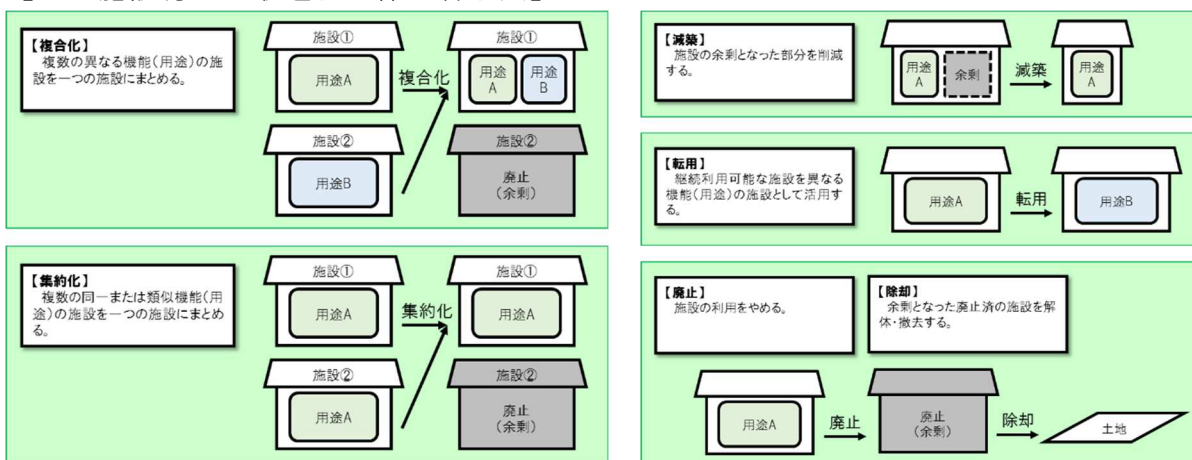 【複合化】
複数の異なる機能(用途)の施
設を一つの施設にまとめる。
施設①
用途A
施設②
用途B
複合化
施設①
用途
A
用途
B
施設②
廃止
(余剰)
【集約化】
複数の同一または類似機能(用
途)の施設を一つの施設にまとめ
る。
施設①
用途A
施設②
用途A
集約化
施設①
用途A
施設②
廃止
(余剰)
【減築】
施設の余剰となった部分を削減
する。
用途
A
余剰
減築
用途
A
【転用】
継続利用可能な施設を異なる
機能(用途)の施設として活用す
る。
用途A
転用
用途B
【廃止】
施設の利用をやめる。
【除却】
余剰となった廃止済の施設を解
体・撤去する。
用途A
廃止
廃止
(余剰)
除却
土地